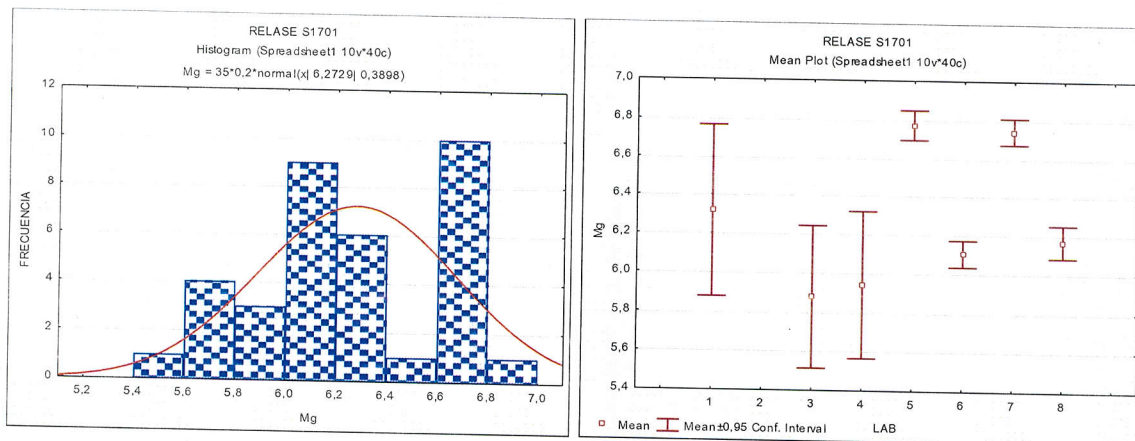 RELASE S1701
Histogram (Spreadsheet1 10v*40c)
Mg = 35*0.2*normal(x| 6,2729| 0,3898)
12
10
8
6
4
2
0
FRECUENCIA
5,2 5,4 5,6 5,8 6,0 6,2 6,4 6,6 6,8 7,0
Mg
RELASE S1701
Mean Plot (Spreadsheet1 10v*40c)
7,0
6,8
6,6
6,4
6,2
6,0
5,8
5,6
5,4
Mg
1 2 3 4 5 6 7 8
Mean Mean±0,95 Conf. Interval LAB